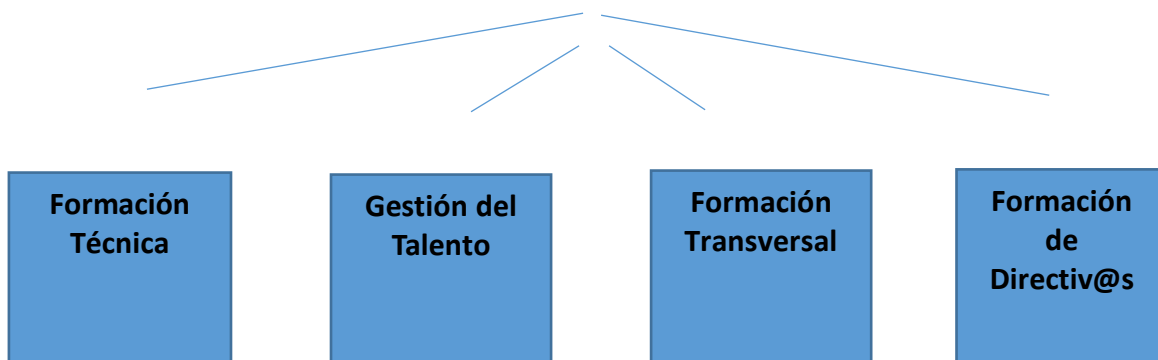 Formación
Técnica
Gestión del
Talento
Formación
Transversal
Formación
de
Directiv@s